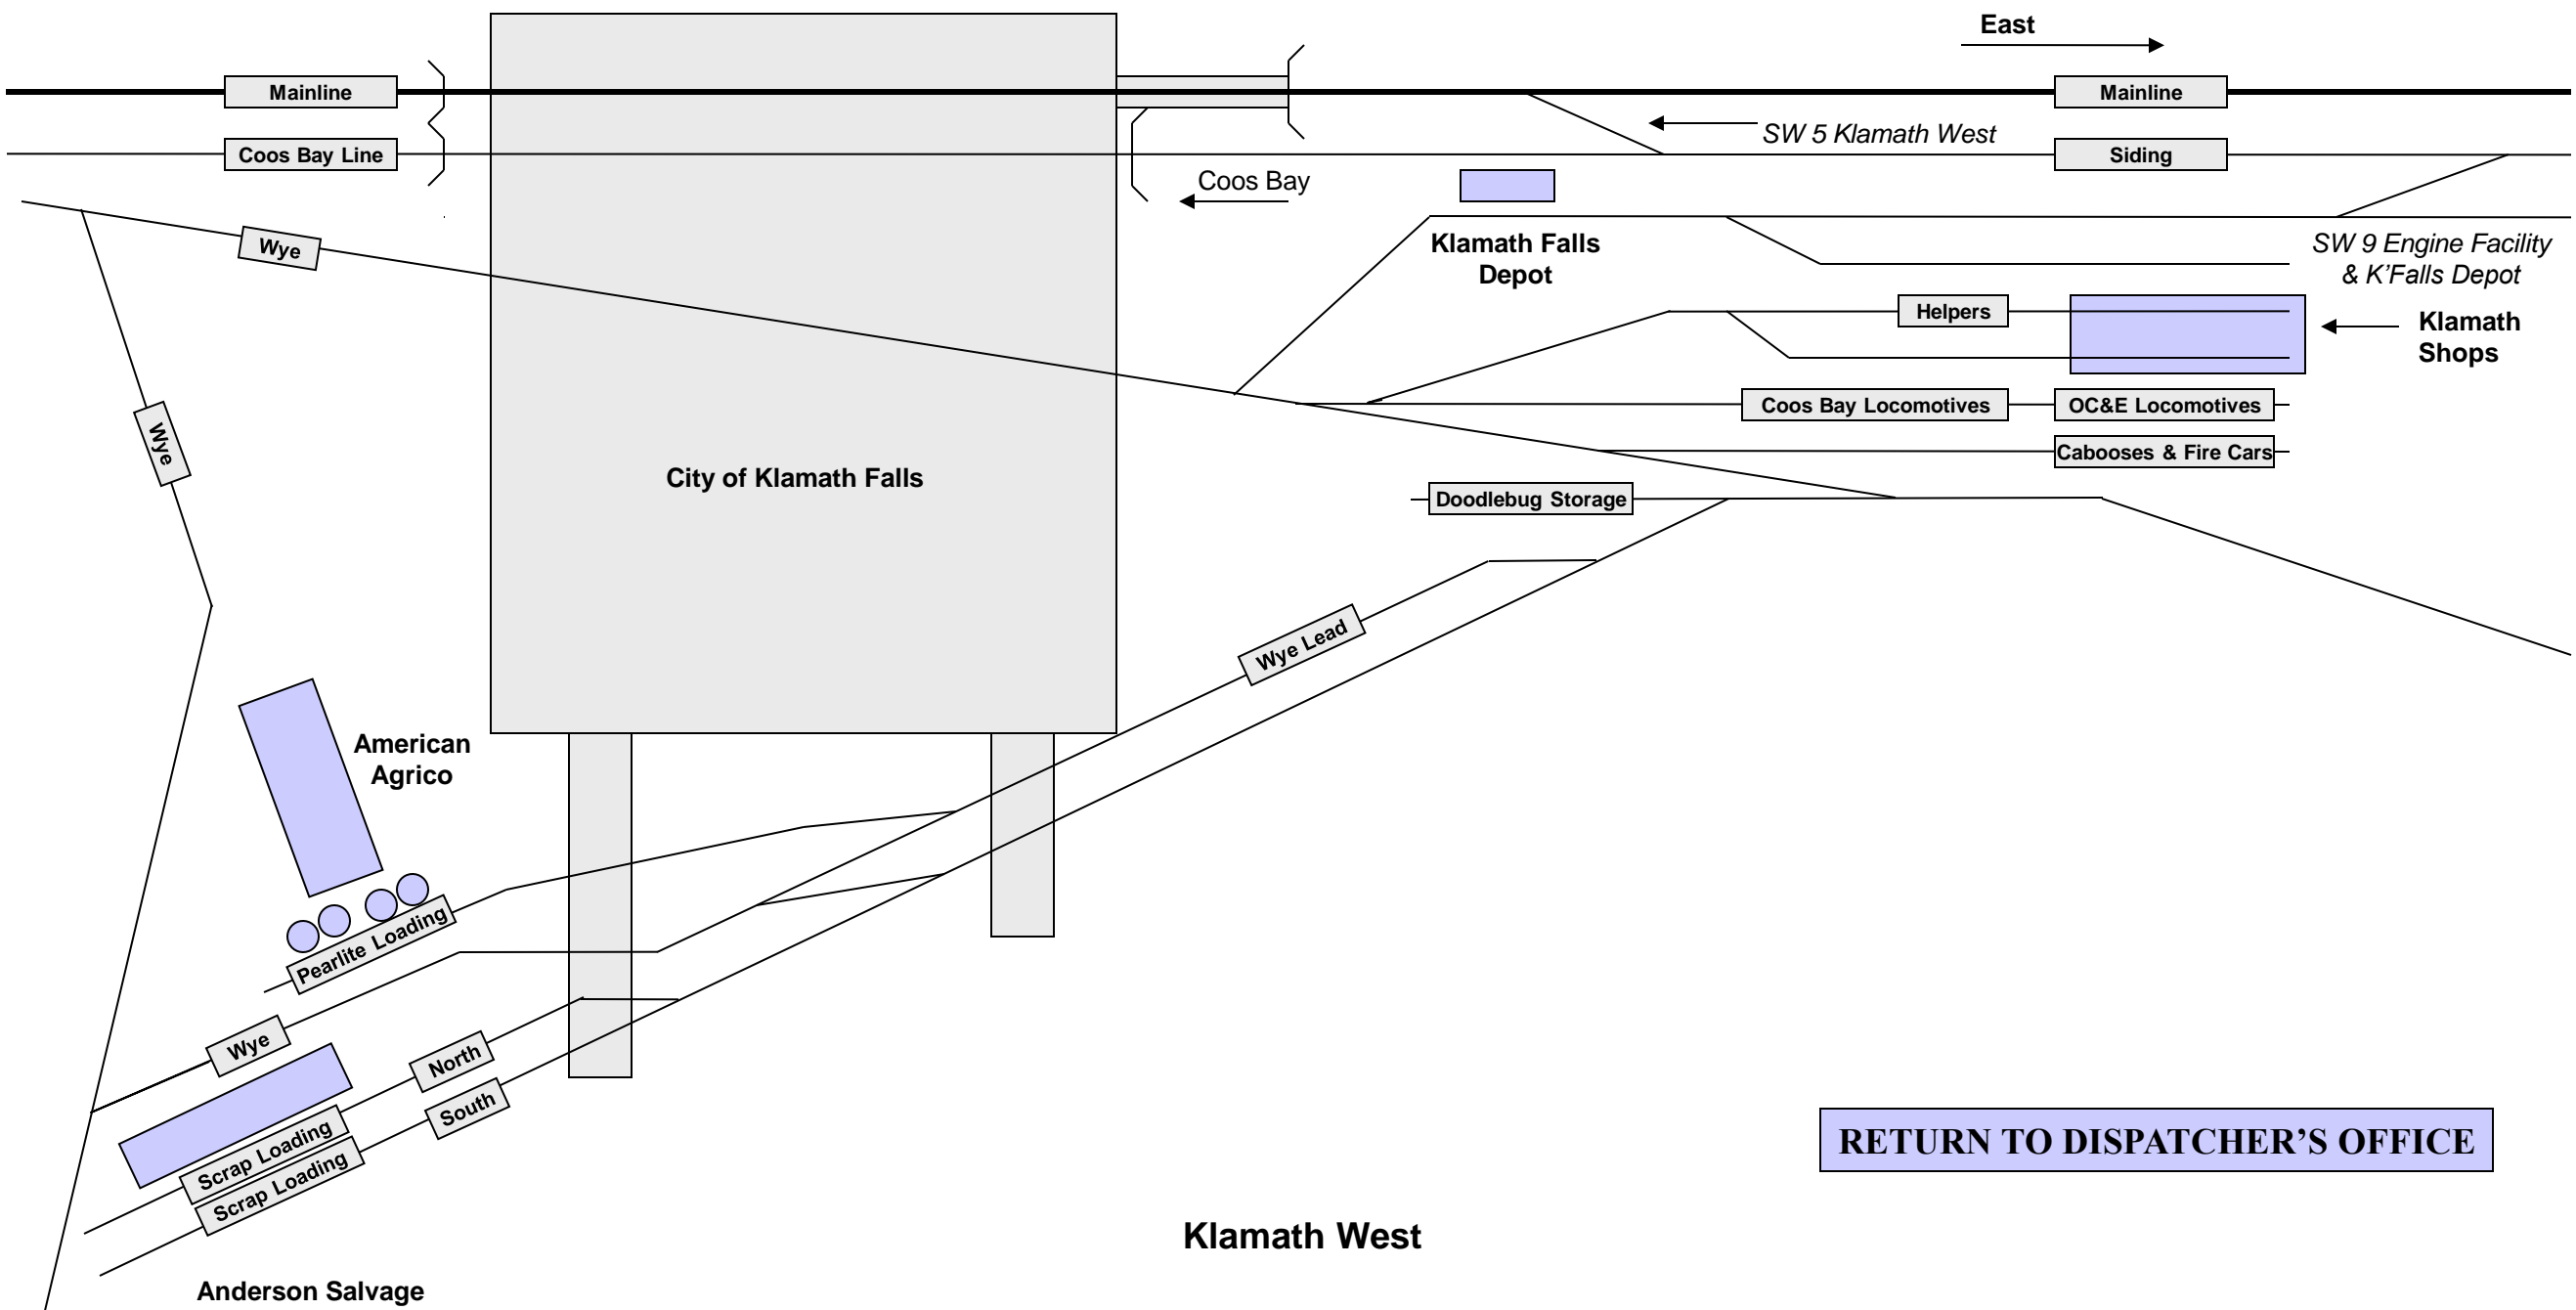 East
Mainline
Mainline
SW 5 Klamath West
Coos Bay Line
Siding
Coos Bay
Wye
Klamath Falls
Depot
SW 9 Engine Facility
& K'Falls Depot
Helpers
Klamath
Shops
Coos Bay Locomotives
OC&E Locomotives
Wye
Cabooses & Fire Cars
City of Klamath Falls
Doodlebug Storage
Wye Lead
American
Agrico
Pearlite Loading
Wye
North
South
Scrap Loading
Scrap Loading
RETURN TO DISPATCHER’S OFFICE
Klamath West
Anderson Salvage